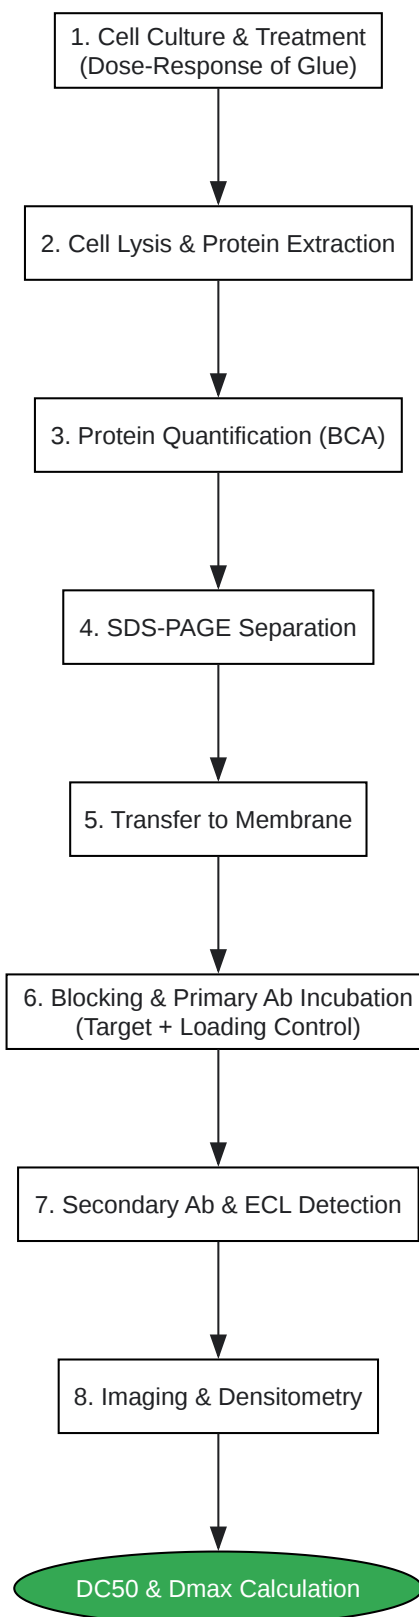 1. Cell Culture & Treatment
(Dose-Response of Glue)
2. Cell Lysis & Protein Extraction
3. Protein Quantification (BCA)
4. SDS-PAGE Separation
5. Transfer to Membrane
6. Blocking & Primary Ab Incubation
(Target + Loading Control)
7. Secondary Ab & ECL Detection
8. Imaging & Densitometry
DC50 & Dmax Calculation